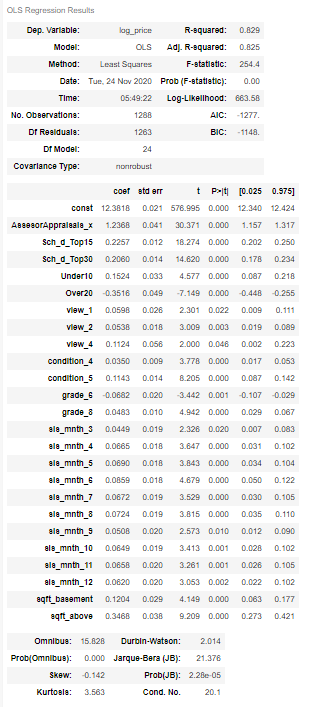 OLS Regression Results
Dep. Variable: log_price R-squared: 0.829
Model: OLS Adj. R-squared: 0.825
Method: Least Squares F-statistic: 254.4
Date: Tue, 24 Nov 2020 Prob (F-statistic): 0.00
Time: 05:49:22 Log-Likelihood: 663.58
No. Observations: 1288 AIC: -1277.
Df Residuals: 1263 BIC: -1148.
Df Model: 24
Covariance Type: nonrobust
coef std err t P>|t| [0.025 0.975]
const 12.3818 0.021 576.995 0.000 12.340 12.424
AssesorAppraisals_x 1.2368 0.041 30.371 0.000 1.157 1.317
Sch_d_Top15 0.2257 0.012 18.274 0.000 0.202 0.250
Sch_d_Top30 0.2060 0.014 14.620 0.000 0.178 0.234
Under10 0.1524 0.033 4.577 0.000 0.087 0.218
Over20 -0.3516 0.049 -7.149 0.000 -0.448 -0.255
view_1 0.0598 0.026 2.301 0.022 0.009 0.111
view_2 0.0538 0.018 3.009 0.003 0.019 0.089
view_4 0.1124 0.056 2.000 0.046 0.002 0.223
condition_4 0.0350 0.009 3.778 0.000 0.017 0.053
condition_5 0.1143 0.014 8.205 0.000 0.087 0.142
grade_6 -0.0682 0.020 -3.442 0.001 -0.107 -0.029
grade_8 0.0483 0.010 4.942 0.000 0.029 0.067
sls_mnth_3 0.0449 0.019 2.326 0.020 0.007 0.083
sls_mnth_4 0.0665 0.018 3.647 0.000 0.031 0.102
sls_mnth_5 0.0690 0.018 3.843 0.000 0.034 0.104
sls_mnth_6 0.0859 0.018 4.679 0.000 0.050 0.122
sls_mnth_7 0.0672 0.019 3.529 0.000 0.030 0.105
sls_mnth_8 0.0724 0.019 3.815 0.000 0.035 0.110
sls_mnth_9 0.0508 0.020 2.573 0.010 0.012 0.090
sls_mnth_10 0.0649 0.019 3.413 0.001 0.028 0.102
sls_mnth_11 0.0658 0.020 3.261 0.001 0.026 0.105
sls_mnth_12 0.0620 0.020 3.053 0.002 0.022 0.102
sqft_basement 0.1204 0.029 4.149 0.000 0.063 0.177
sqft_above 0.3468 0.038 9.209 0.000 0.273 0.421
Omnibus: 15.828 Durbin-Watson: 2.014
Prob(Omnibus): 0.000 Jarque-Bera (JB): 21.376
Skew: -0.142 Prob(JB): 2.28e-05
Kurtosis: 3.563 Cond. No. 20.1